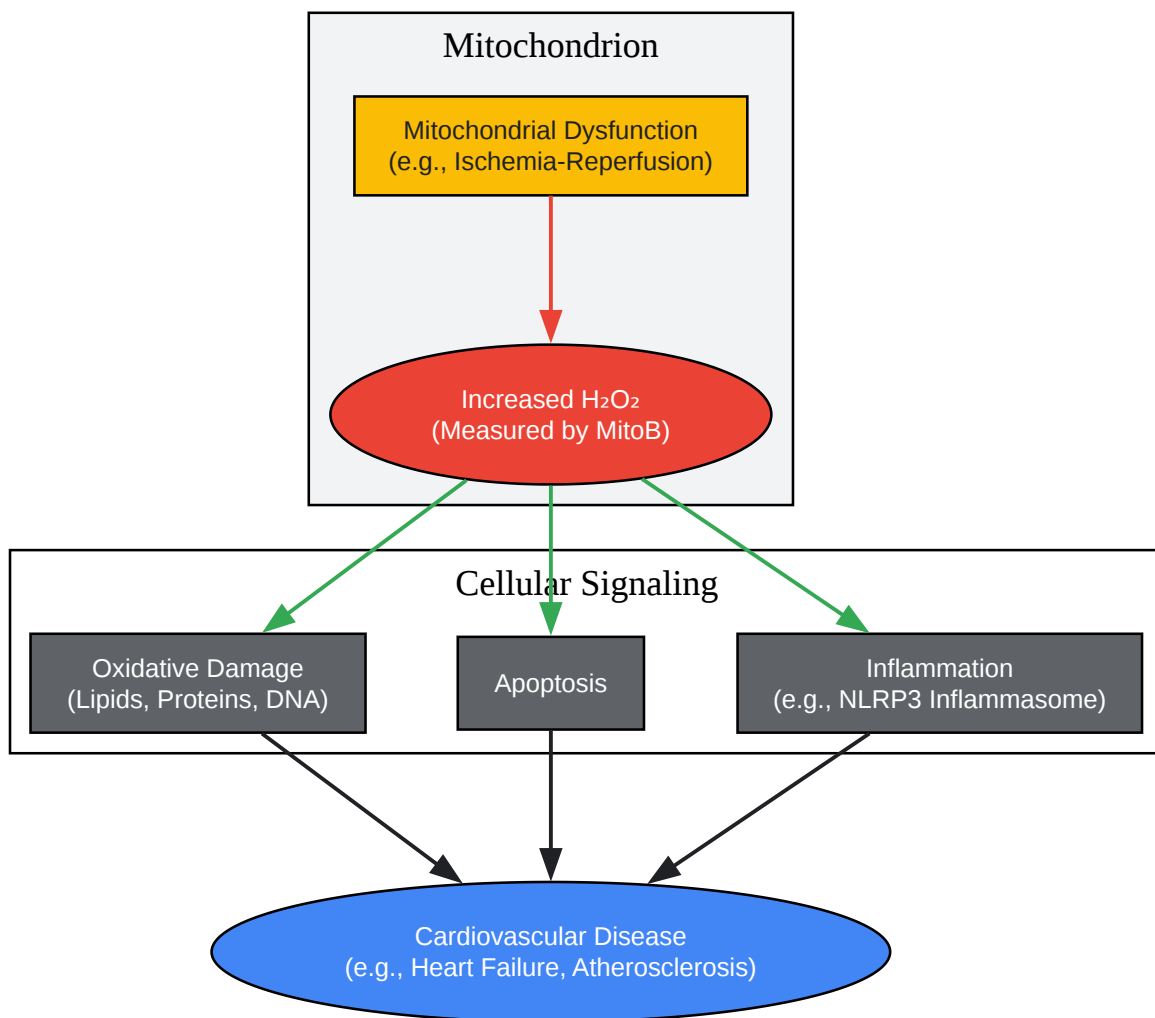 Mitochondrion
Mitochondrial Dysfunction
(e.g., Ischemia-Reperfusion)
Increased H₂O₂
(Measured by MitoB)
Cellular Signaling
Oxidative Damage
(Lipids, Proteins, DNA)
Apoptosis
Inflammation
(e.g., NLRP3 Inflammasome)
Cardiovascular Disease
(e.g., Heart Failure, Atherosclerosis)